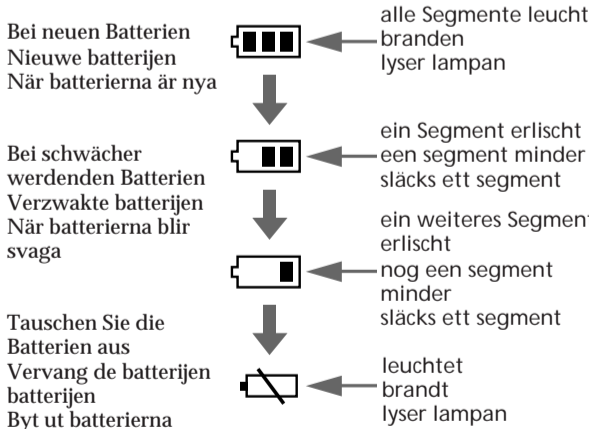 Bei neuen Batterien
Nieuwe batterijen
När batterierna är nya
alle Segmente leucht
branden
lyser lampan
Bei schwächer
werdenden Batterien
Verzwakte batterijen
När batterierna blir
svaga
ein Segment erlischt
een segment minder
släcks ett segment
ein weiteres Segment
erlischt
nog een segment
minder
släcks ett segment
Tauschen Sie die
Batterien aus
Vervang de batterijen
batterijen
Byt ut batterierna
leuchtet
brandt
lyser lampan